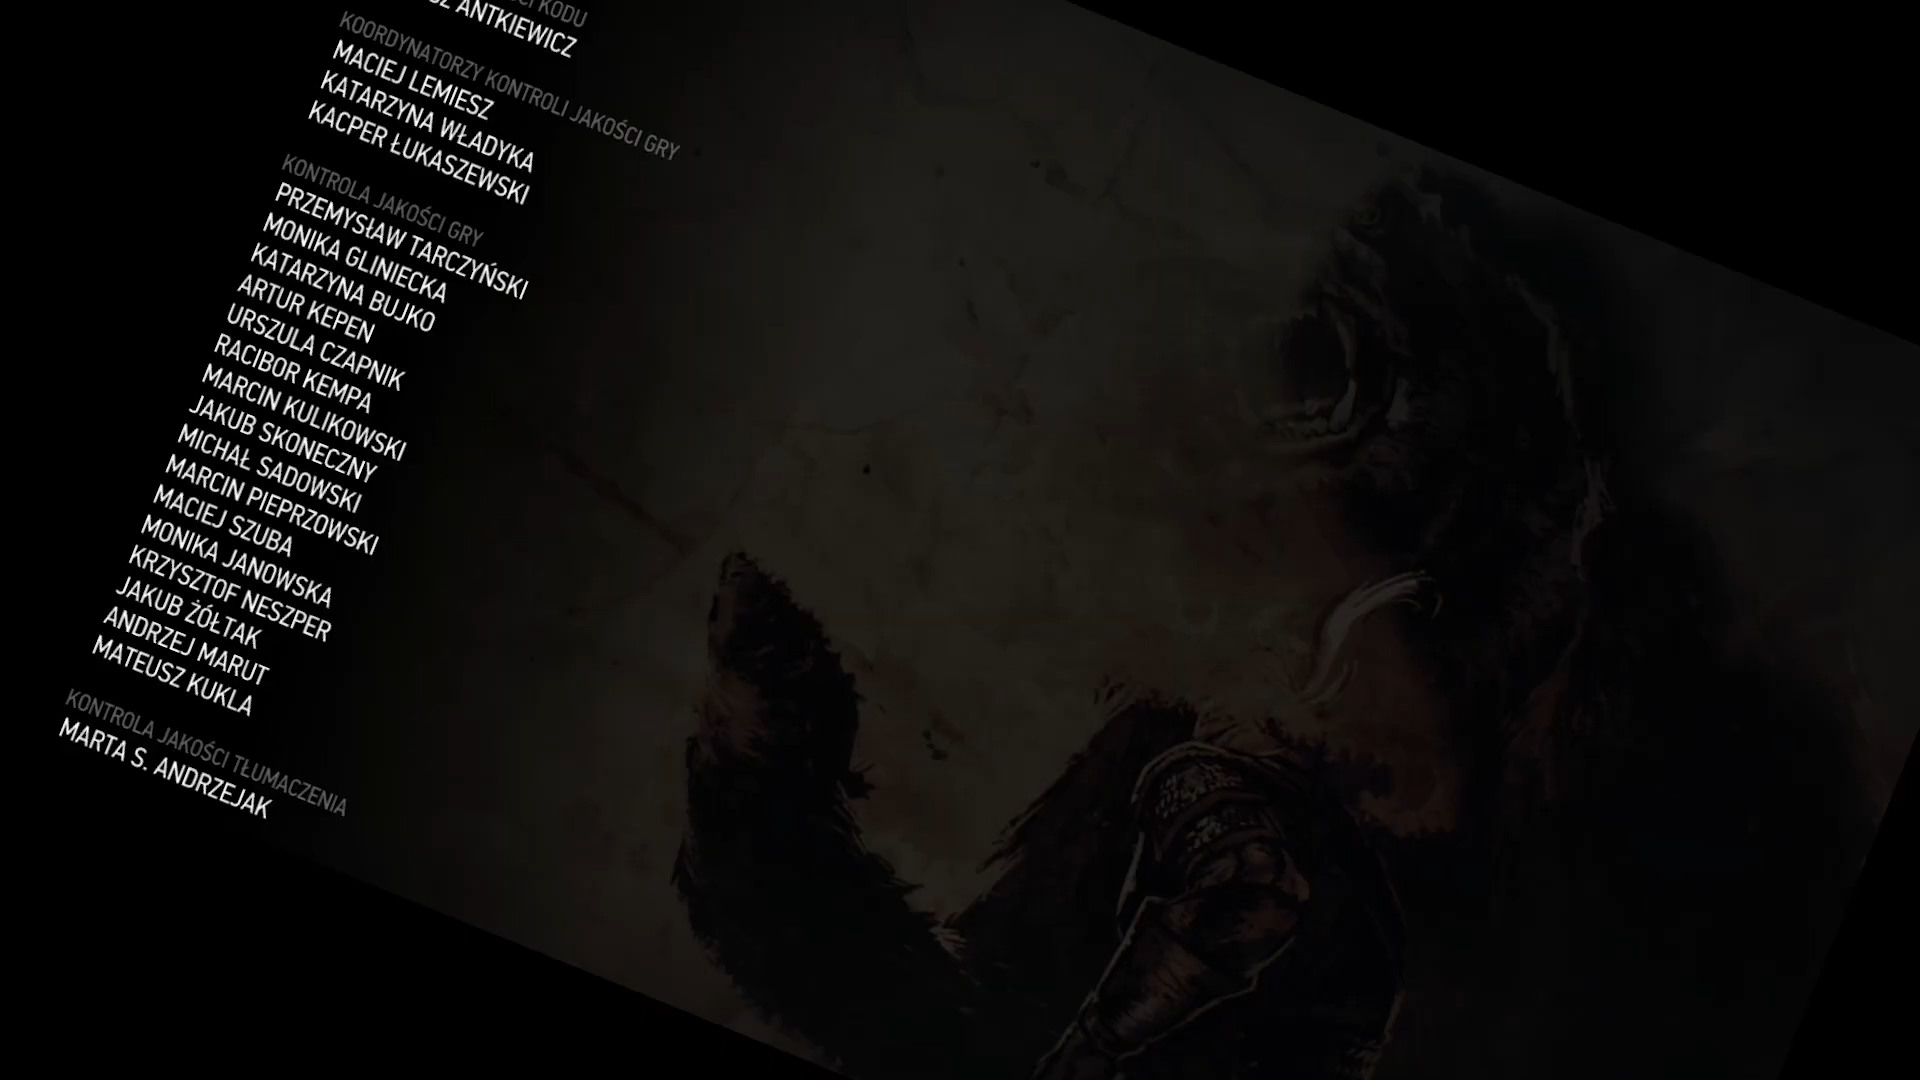 KODU
ANTKIEWICZ
KOORDYNATORZY KONTROLI JAKOŚCI GRY
MACIEJ LEMIESZ
KATARZYNA WŁADYKA
KACPER ŁUKASZEWSKI
KONTROLA JAKOŚCI GRY
PRZEMYSŁAW TARCZYŃSKI
MONIKA GLINIECKA
KATARZYNA BUJKO
ARTUR KEPEN
URSZULA CZAPNIK
RACIBOR KEMPA
MARCIN KULIKOWSKI
JAKUB SKONECZNY
MICHAŁ SADOWSKI
MARCIN PIEPRZOWSKI
MACIEJ SZUBA
MONIKA JANOWSKA
KRZYSZTOF NESZPER
JAKUB ŻÓŁTAK
ANDRZEJ MARUT
MATEUSZ KUKLA
KONTROLA JAKOŚCI TŁUMACZENIA
MARTA S. ANDRZEJAK